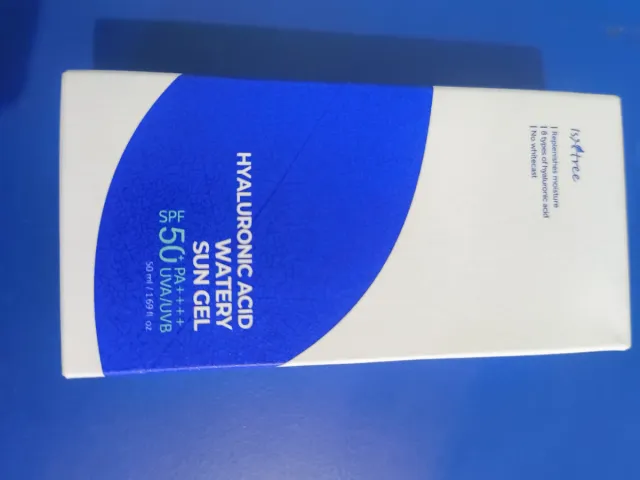 Isntree
| Replenishes moisture
| 8 types of hyaluronic acid
| No whitecast
HYALURONIC ACID
WATERY
SUN GEL
SPF 50+ PA++++
UVA/UVB
50 ml / 1.69 fl. oz